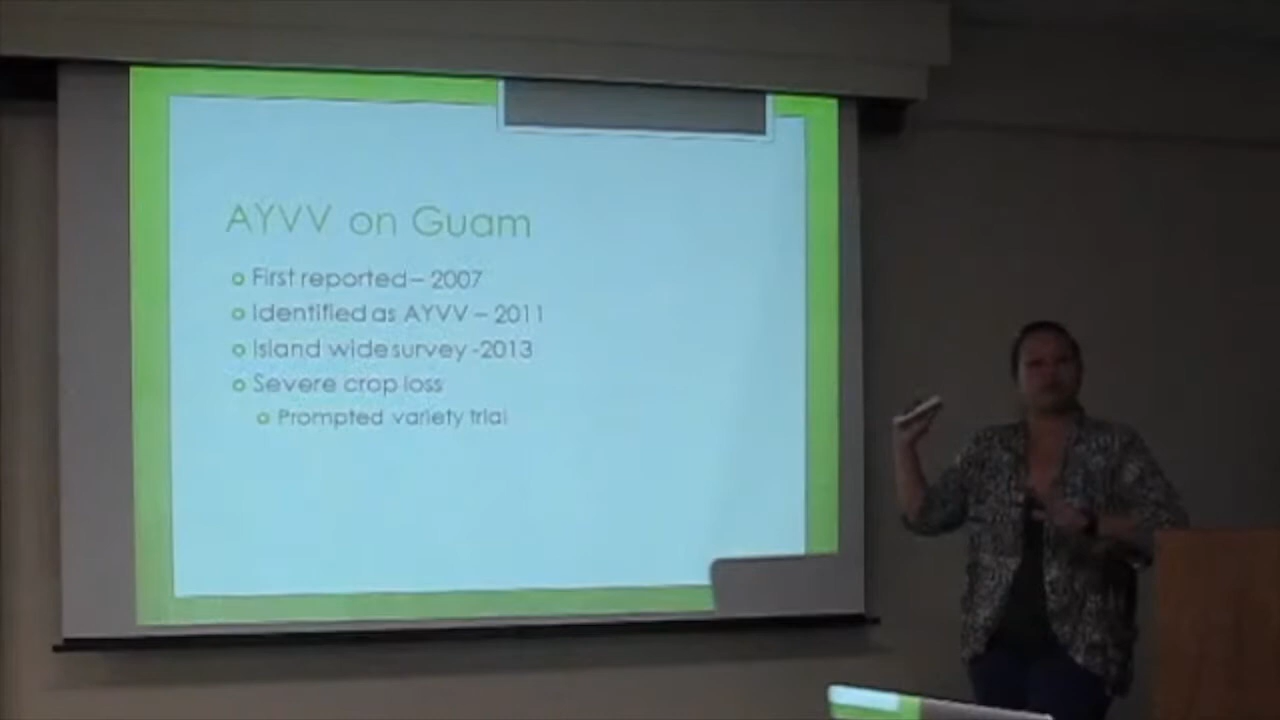 AYVV on Guam
First reported – 2007
Identified as AYVV – 2011
Island wide survey -2013
Severe crop loss
Prompted variety trial